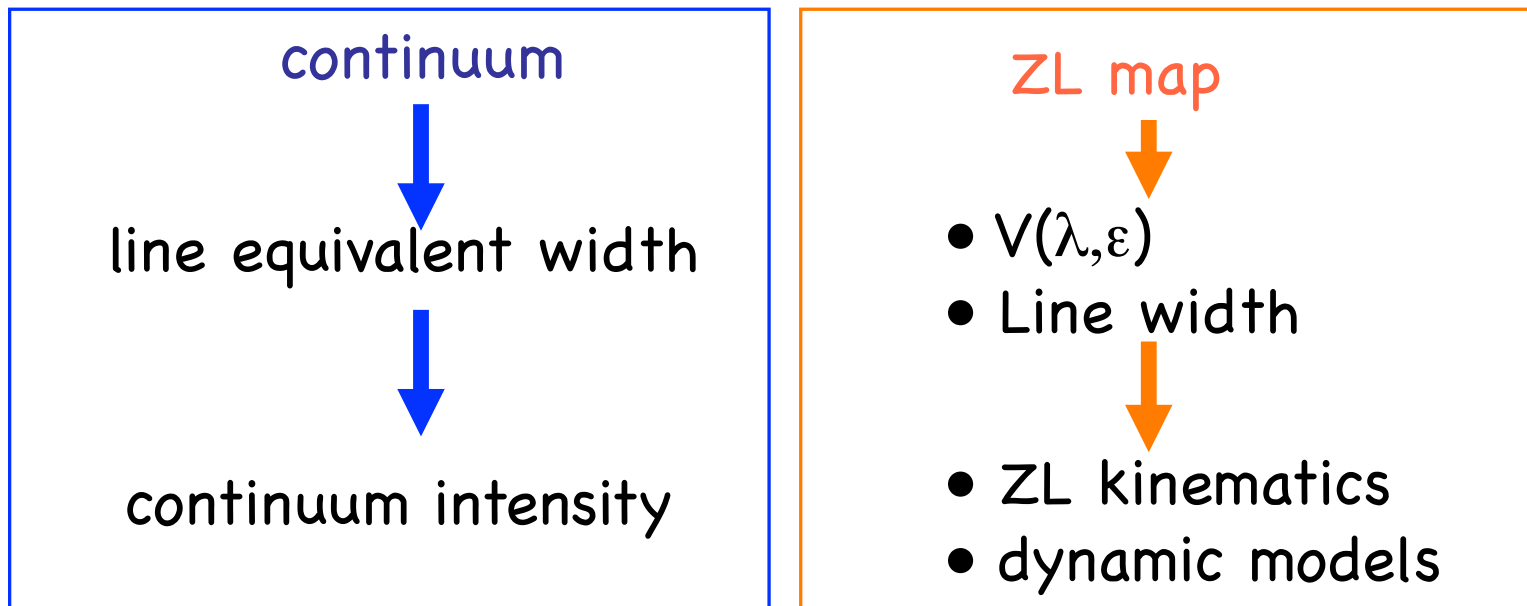 continuum
line equivalent width
continuum intensity
ZL map
● V(λ,ε)
● Line width
● ZL kinematics
● dynamic models